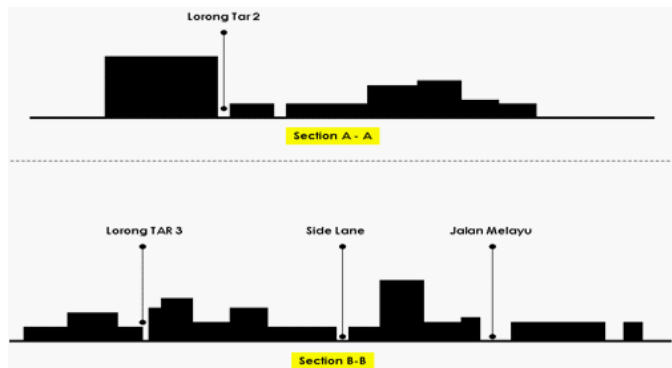 Lorong Tar 2
Section A - A
Lorong TAR 3
Side Lane
Jalan Melayu
Section B-B